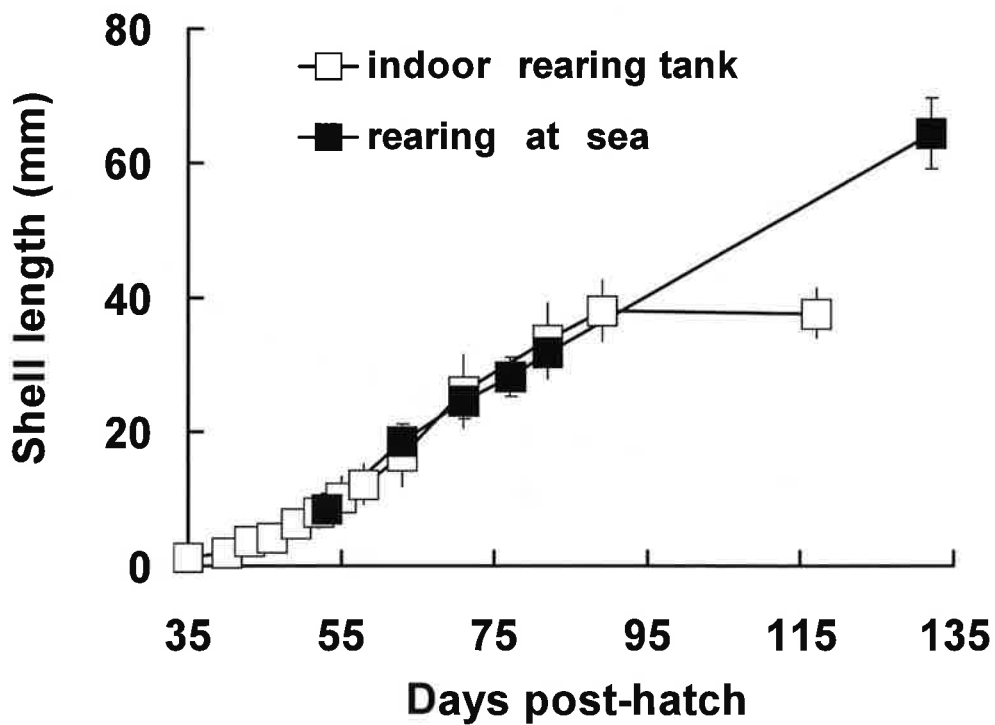 80
indoor rearing tank
rearing at sea
60
40
20
0
Shell length (mm)
35 55 75 95 115 135
Days post-hatch